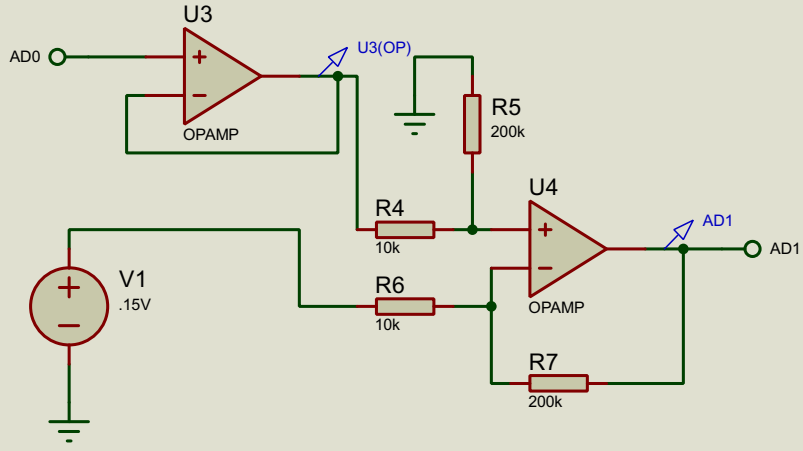 U3
AD0
U3(OP)
OPAMP
R5
200k
U4
R4
10k
AD1
AD1
V1
.15V
R6
10k
OPAMP
R7
200k